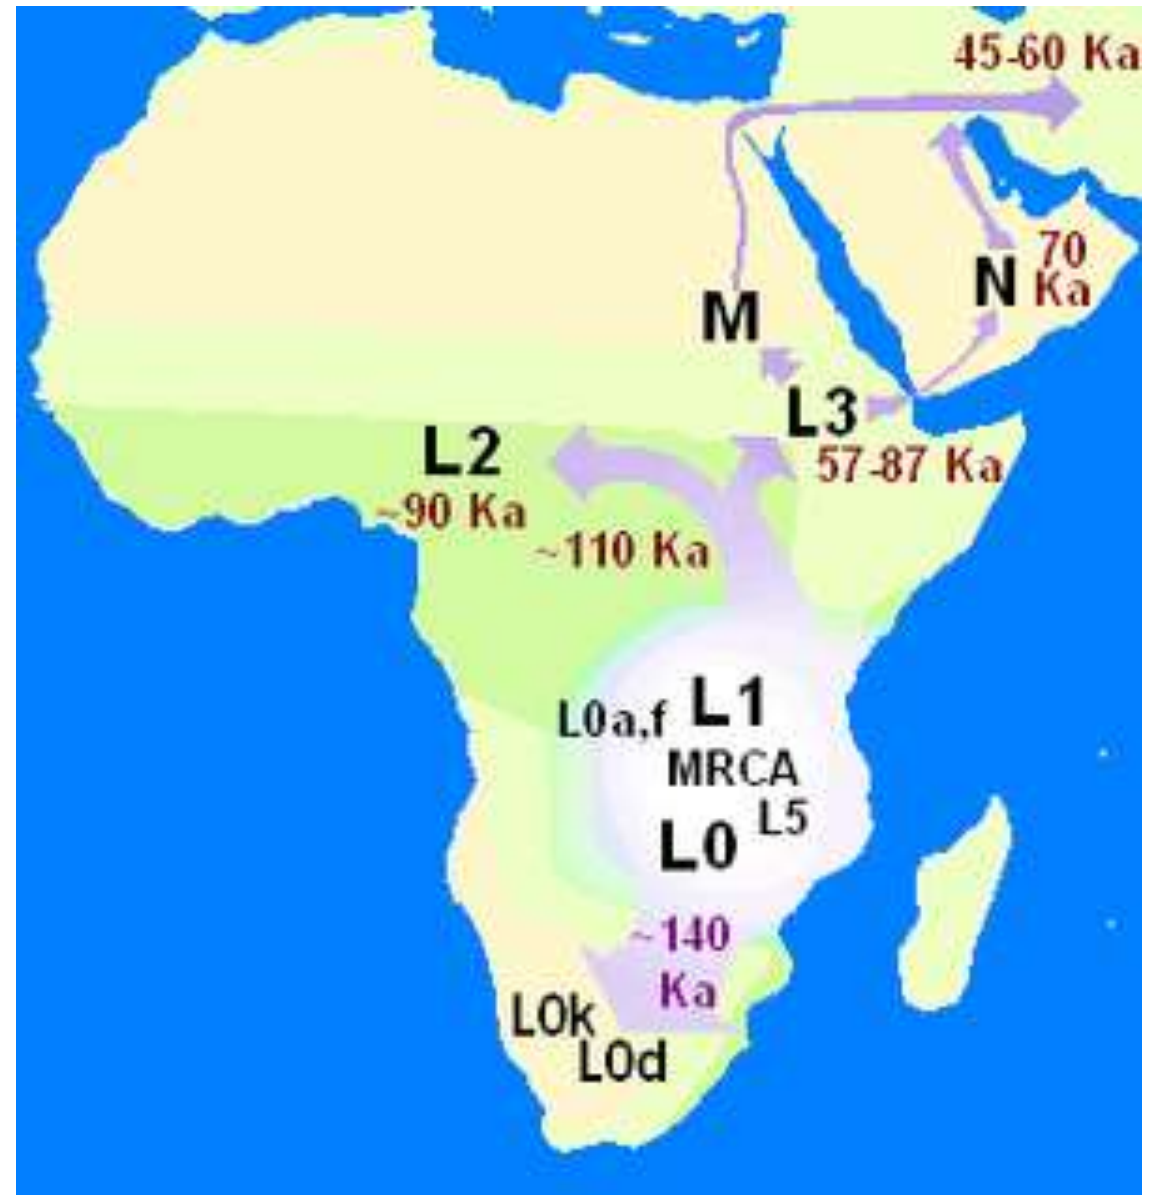 45-60 Ka
70
N Ka
M
L3
57-87 Ka
L2
~90 Ka
~110 Ka
L0a,f L1
MRCA
L5
L0
~140
Ka
L0k
L0d